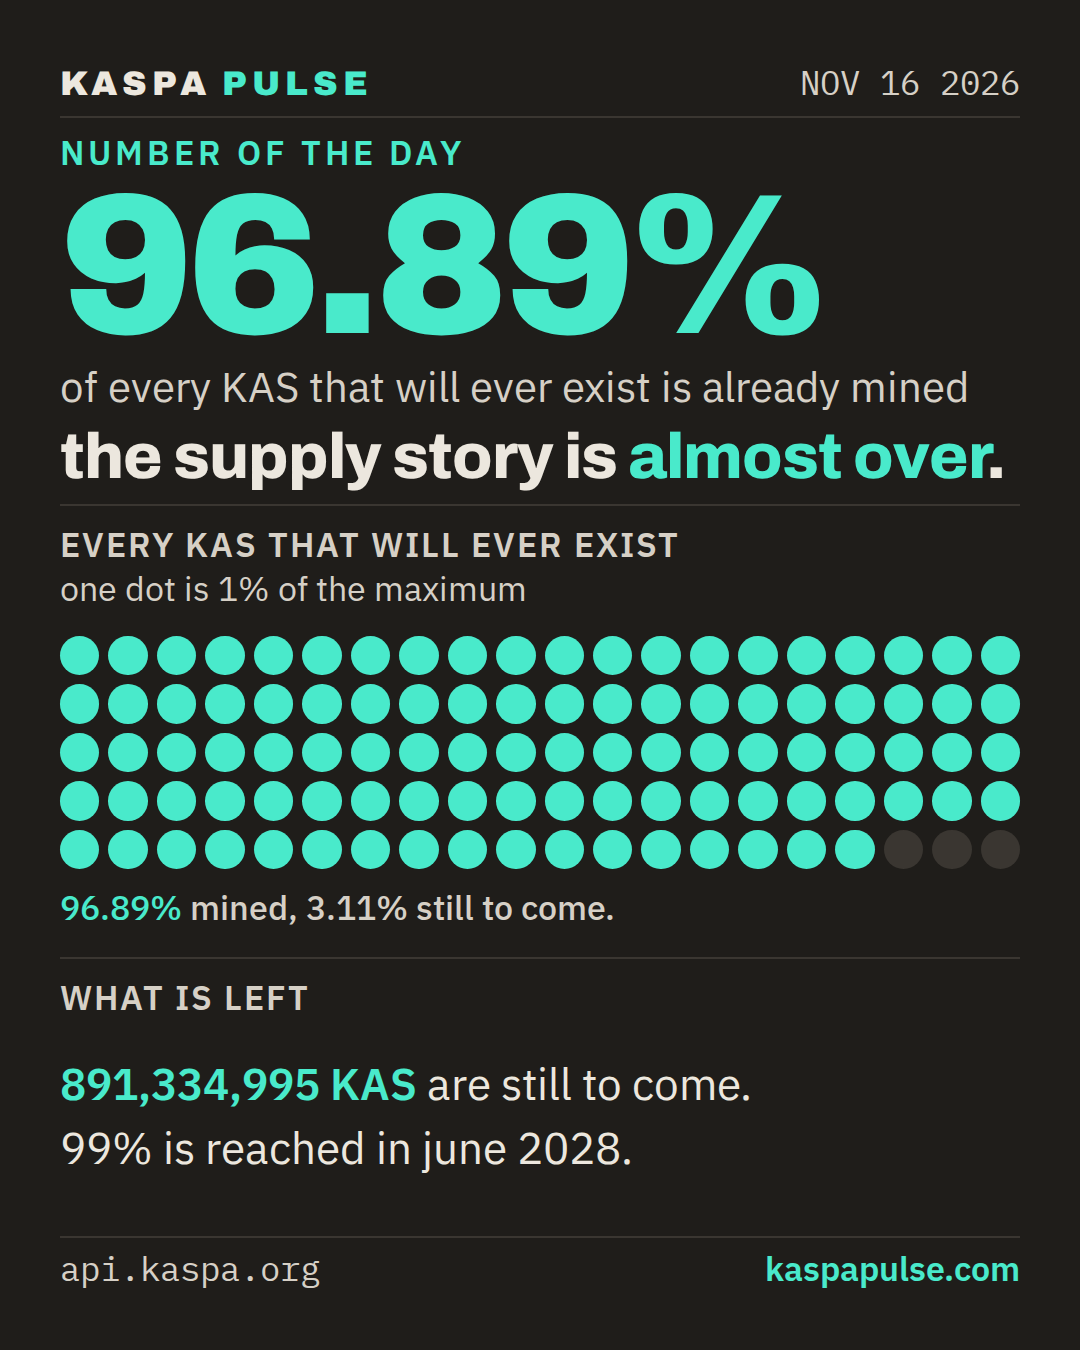 KASPA PULSE
NOV 16 2026
NUMBER OF THE DAY
96.89%
of every KAS that will ever exist is already mined
the supply story is almost over.
EVERY KAS THAT WILL EVER EXIST
one dot is 1% of the maximum
96.89% mined, 3.11% still to come.
WHAT IS LEFT
891,334,995 KAS are still to come.
99% is reached in june 2028.
api.kaspa.org
kaspapulse.com